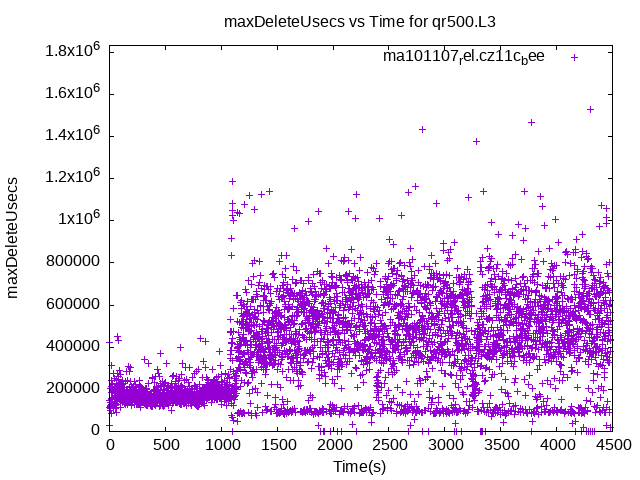 maxDeleteUsecs vs Time for qr500.L3
ma101107rel.cz11cbee
maxDeleteUsecs
1.8x10^6
1.6x10^6
1.4x10^6
1.2x10^6
1x10^6
800000
600000
400000
200000
0
0 500 1000 1500 2000 2500 3000 3500 4000 4500
Time(s)